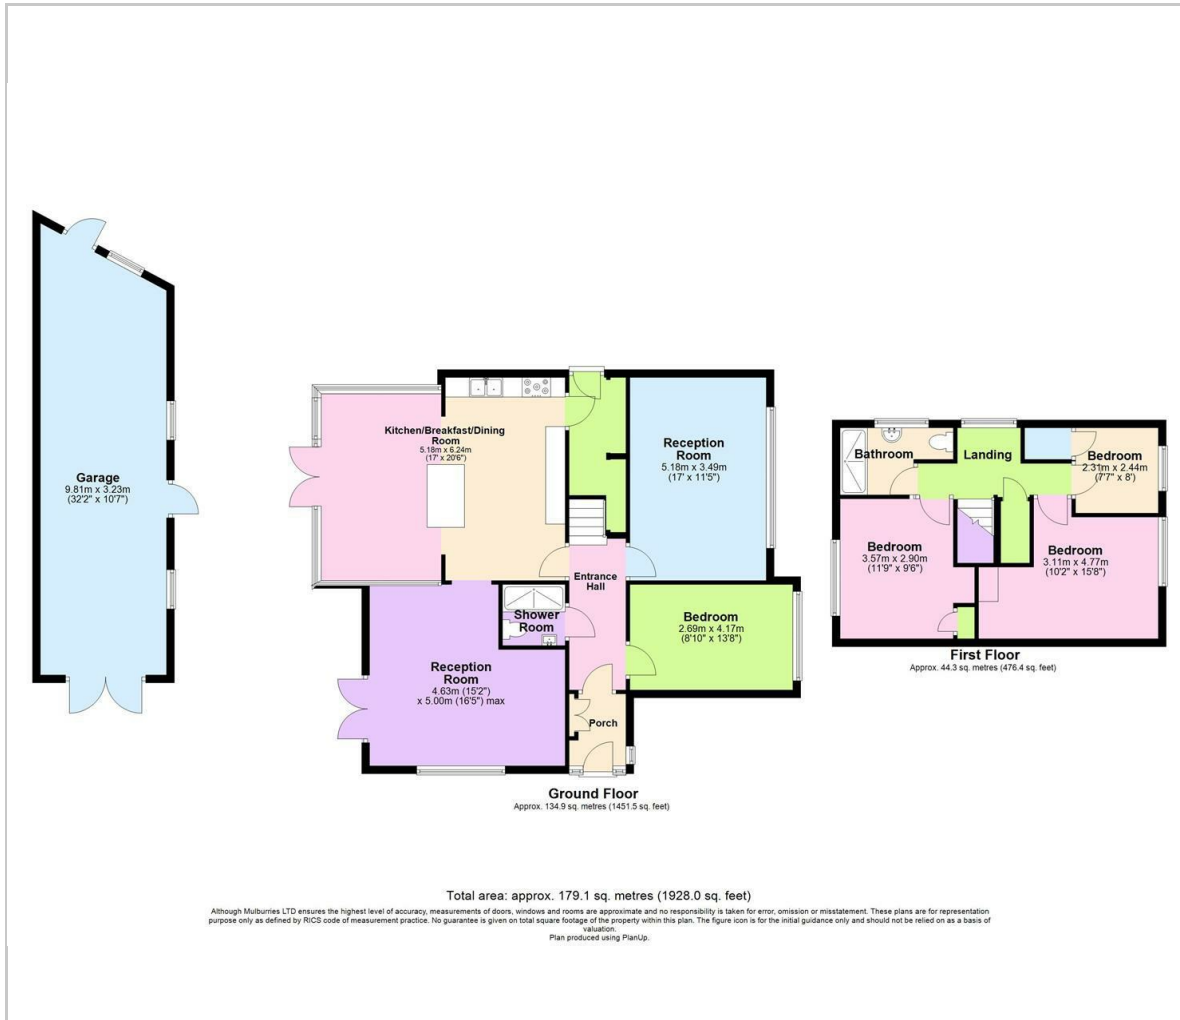 Garage
9.81m x 3.23m
(32'2" x 10'7")
Kitchen/Breakfast/Dining
Room
5.18m x 6.24m
(17' x 20'6")
Reception
Room
5.18m x 3.49m
(17' x 11'5")
Entrance
Hall
Shower
Room
Bedroom
2.69m x 4.17m
(8'10" x 13'8")
Reception
Room
4.63m (15'2")
x 5.00m (16'5") max
Porch
Ground Floor
Approx. 134.9 sq. metres (1451.5 sq. feet)
Bathroom
Landing
Bedroom
2.31m x 2.44m
(7'7" x 8')
Bedroom
3.57m x 2.90m
(11'9" x 9'6")
Bedroom
3.11m x 4.77m
(10'2" x 15'8")
First Floor
Approx. 44.3 sq. metres (476.4 sq. feet)
Total area: approx. 179.1 sq. metres (1928.0 sq. feet)
Although Mulburries LTD ensures the highest level of accuracy, measurements of doors, windows and rooms are approximate and no responsibility is taken for error, omission or misstatement. These plans are for representation
purpose only as defined by RICS code of measurement practice. No guarantee is given on total square footage of the property within this plan. The figure icon is for the initial guidance only and should not be relied on as a basis of
valuation.
Plan produced using PlanUp.